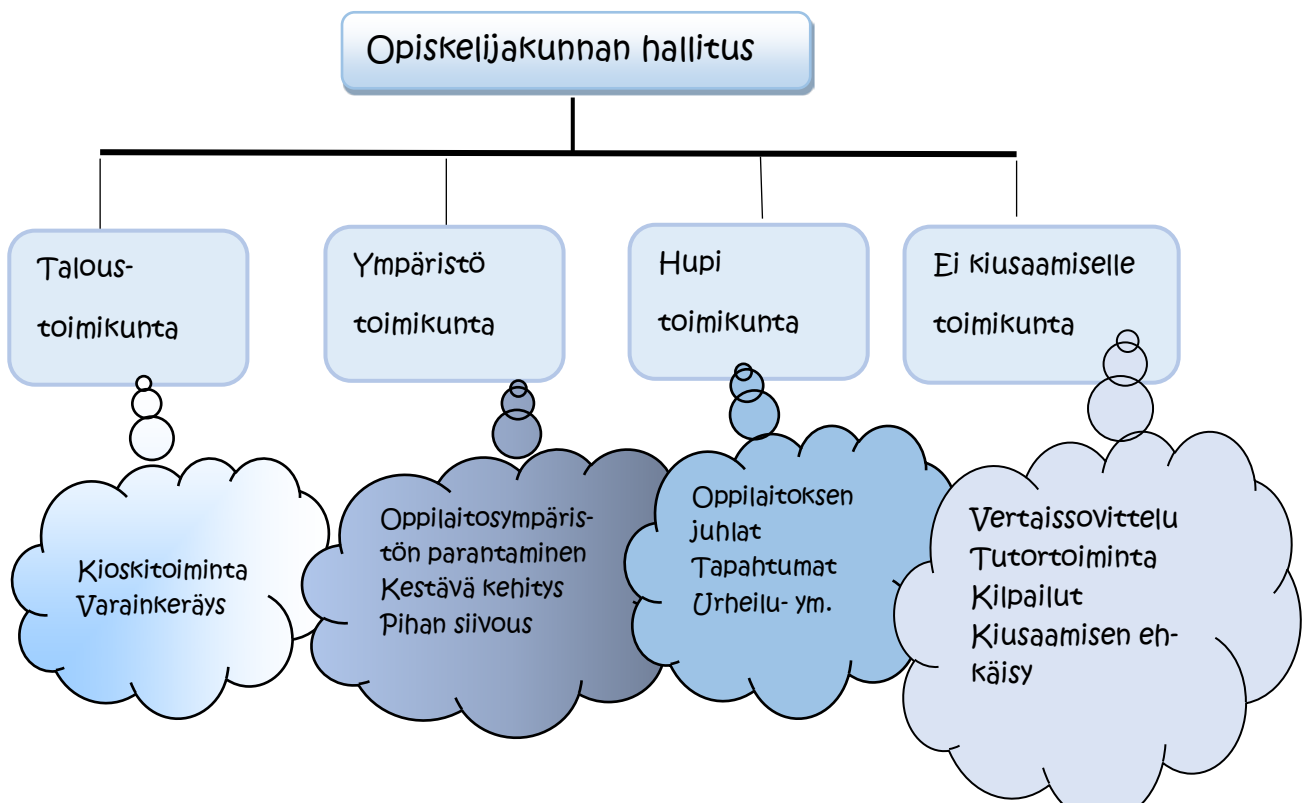 Opiskelijakunnan hallitus
Talous-
toimikunta
Ympäristö
toimikunta
Hupi
toimikunta
Ei kiusaamiselle
toimikunta
Kioskitoiminta
Varainkeräys
Oppilaitosympäris-
tön parantaminen
Kestävä kehitys
Pihan siivous
Oppilaitoksen
juhlat
Tapahtumat
Urheilu- ym.
Vertaissovittelu
Tutortoiminta
Kilpailut
Kiusaamisen eh-
käisy